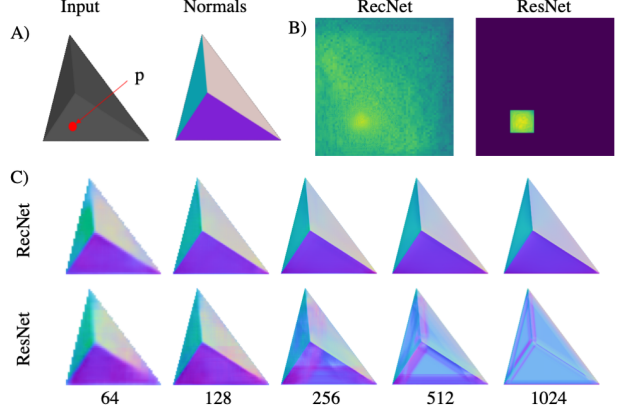 Input Normals RecNet ResNet
A) B)
p
C)
RecNet
ResNet
64 128 256 512 1024